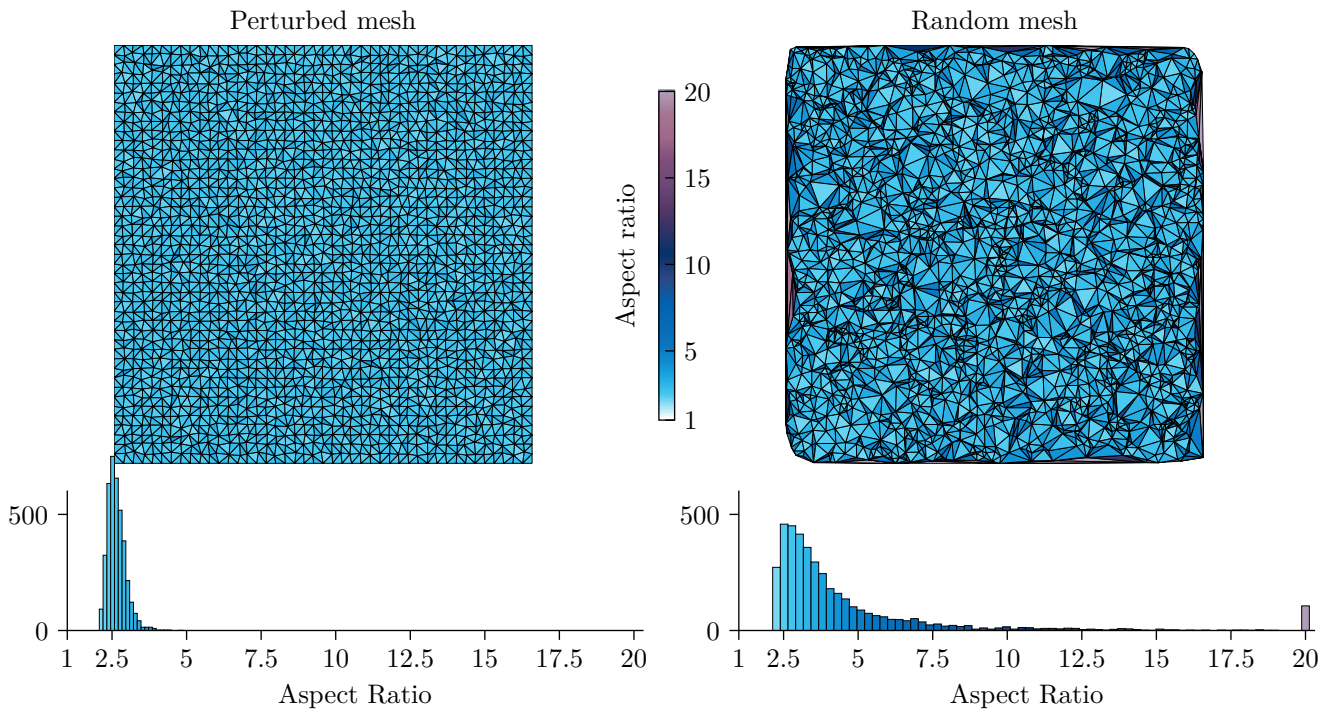 Perturbed mesh
Random mesh
20
15
10
5
1
Aspect ratio
500
0
1 2.5 5 7.5 10 12.5 15 17.5 20
Aspect Ratio
500
0
1 2.5 5 7.5 10 12.5 15 17.5 20
Aspect Ratio